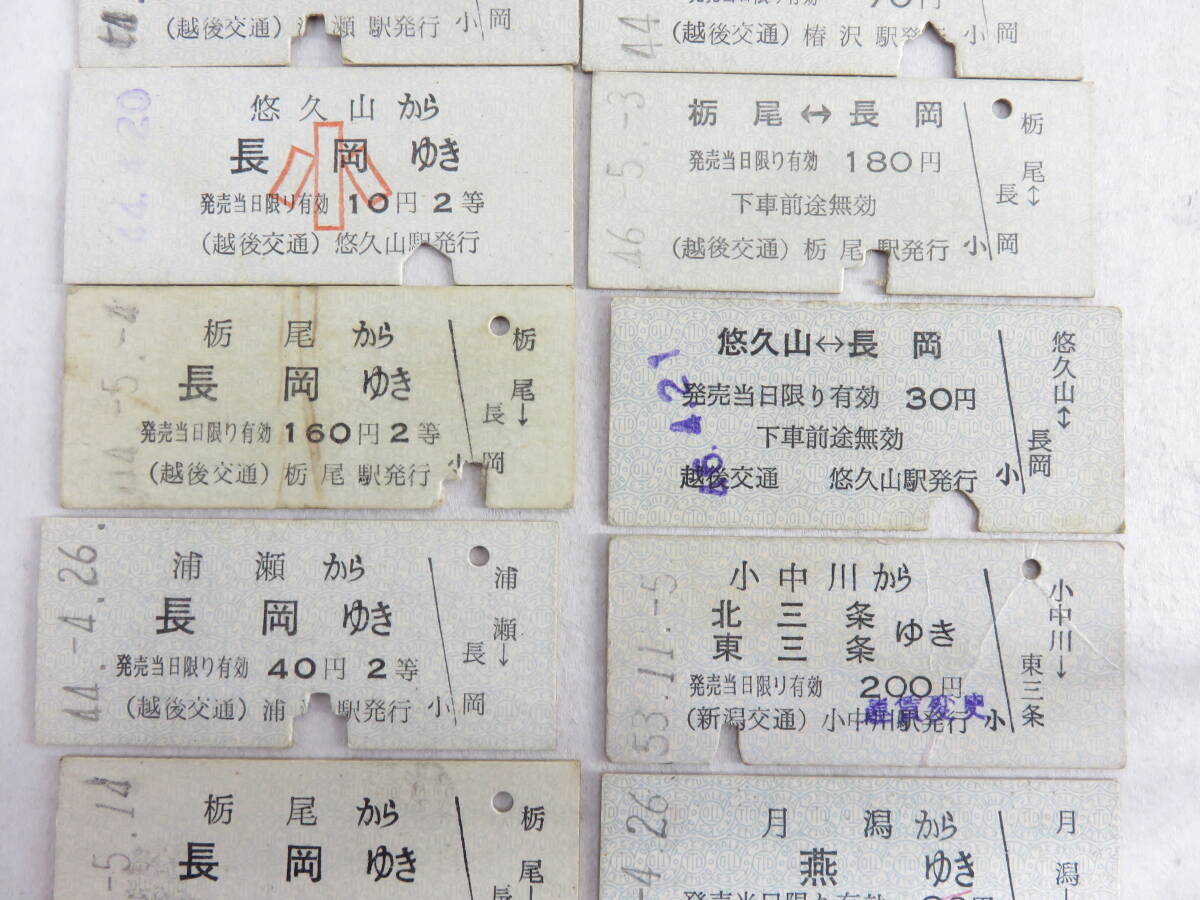 (越後交通) 瀬 駅発行 小 岡
70円
44
(越後交通) 椿沢駅発行 小 岡
44.4.20
悠久山から
長岡ゆき
小
発売当日限り有効 10円 2等
(越後交通) 悠久山駅発行
46.-5.-3
栃尾↔長岡
発売当日限り有効 180円
下車前途無効
(越後交通) 栃尾駅発行 小
栃尾↔
長岡
44.-5.-4
栃尾から
長岡ゆき
発売当日限り有効 160円 2等
(越後交通) 栃尾駅発行 小
栃尾→
長岡
悠久山↔長岡
発売当日限り有効 30円
下車前途無効
越後交通 悠久山駅発行 小
悠久山↔
長岡
44.-4.26.
浦瀬から
長岡ゆき
発売当日限り有効 40円 2等
(越後交通) 浦瀬駅発行 小
浦瀬→
長岡
53.11.-5
小中川から
北三条
東三条 ゆき
発売当日限り有効 200円
(新潟交通) 小中川駅発行 小
運賃変更
小中川→
東三条
-5.14
栃尾から
長岡ゆき
栃尾→
長
-4.26
月潟から
燕ゆき
月潟→